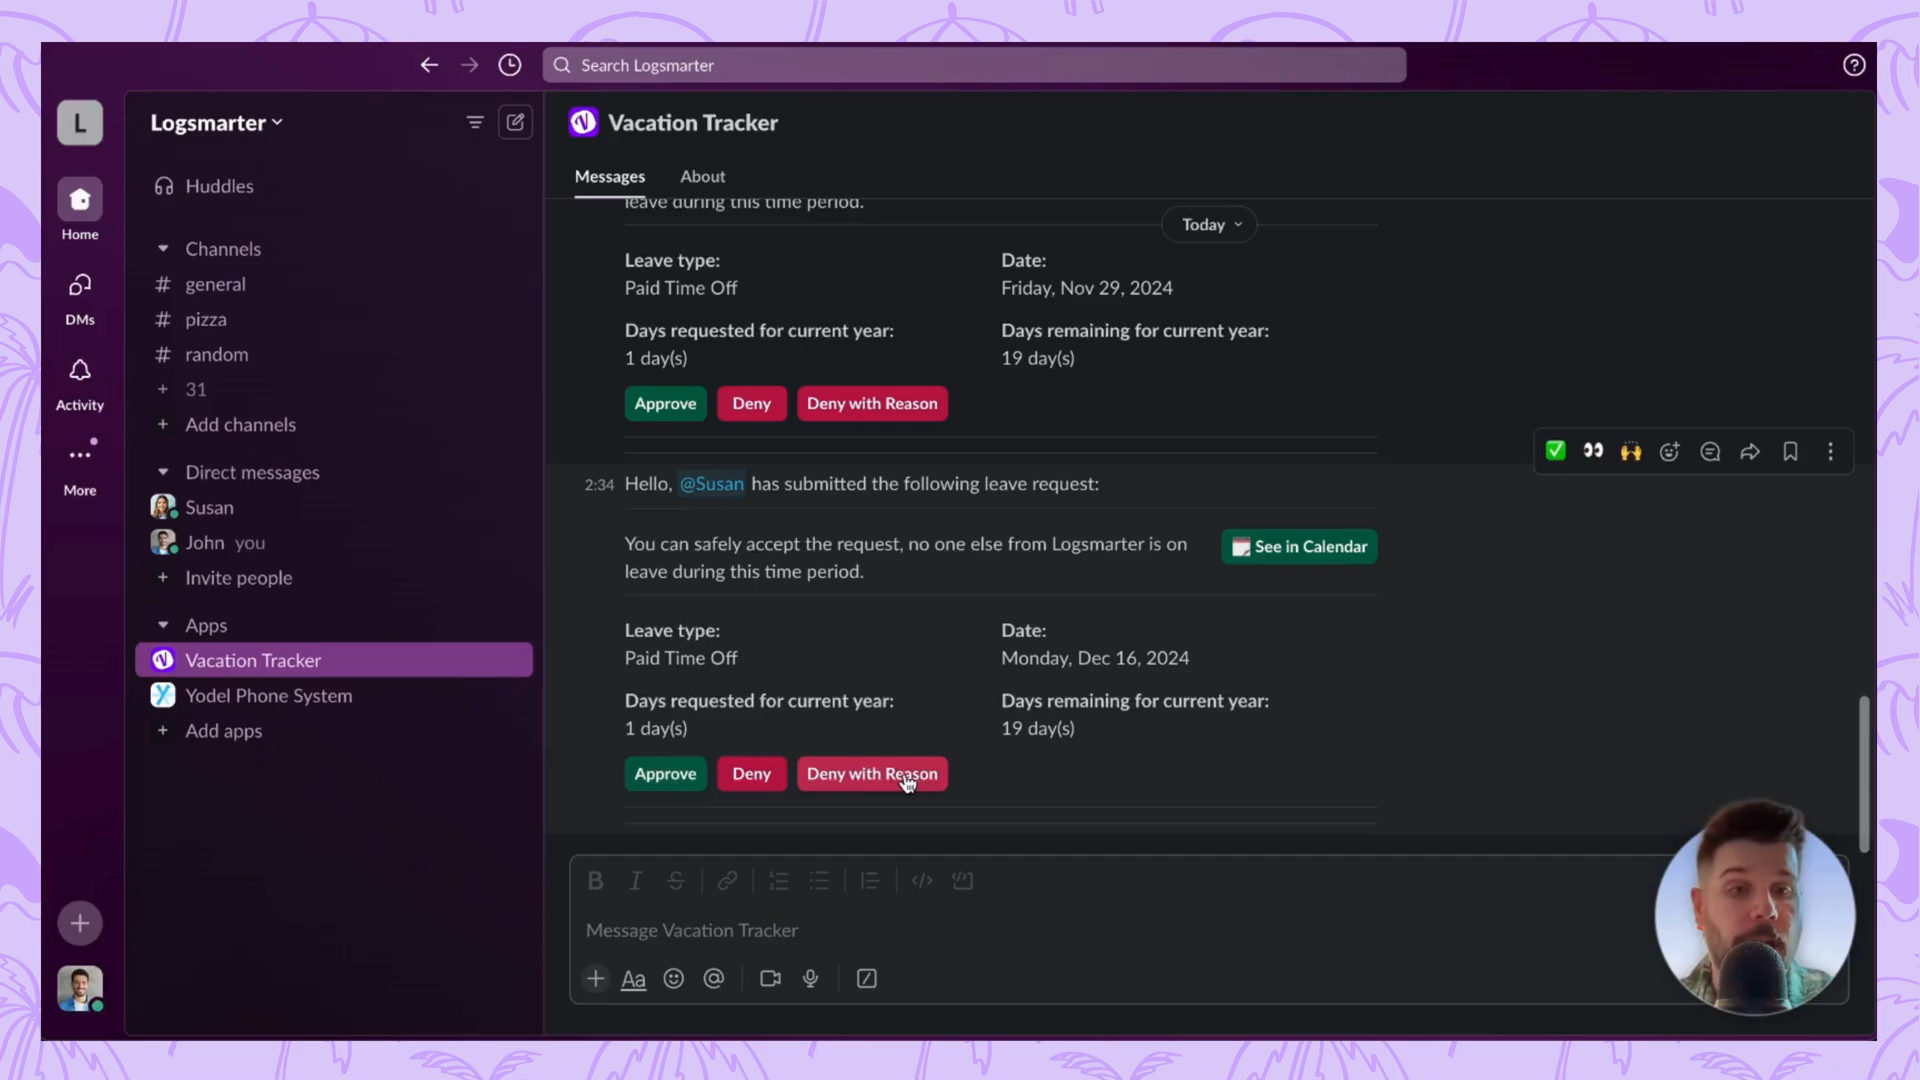 Search Logsmarter
L
Home
DMs
Activity
More
Logsmarter
Huddles
Channels
# general
# pizza
# random
+ 31
+ Add channels
Direct messages
Susan
John you
+ Invite people
Apps
Vacation Tracker
Yodel Phone System
+ Add apps
Vacation Tracker
Messages
About
leave during this time period.
Today
Leave type:
Paid Time Off
Date:
Friday, Nov 29, 2024
Days requested for current year:
1 day(s)
Days remaining for current year:
19 day(s)
Approve
Deny
Deny with Reason
2:34 Hello, @Susan has submitted the following leave request:
You can safely accept the request, no one else from Logsmarter is on
leave during this time period.
See in Calendar
Leave type:
Paid Time Off
Date:
Monday, Dec 16, 2024
Days requested for current year:
1 day(s)
Days remaining for current year:
19 day(s)
Approve
Deny
Deny with Reason
Message Vacation Tracker
Aa